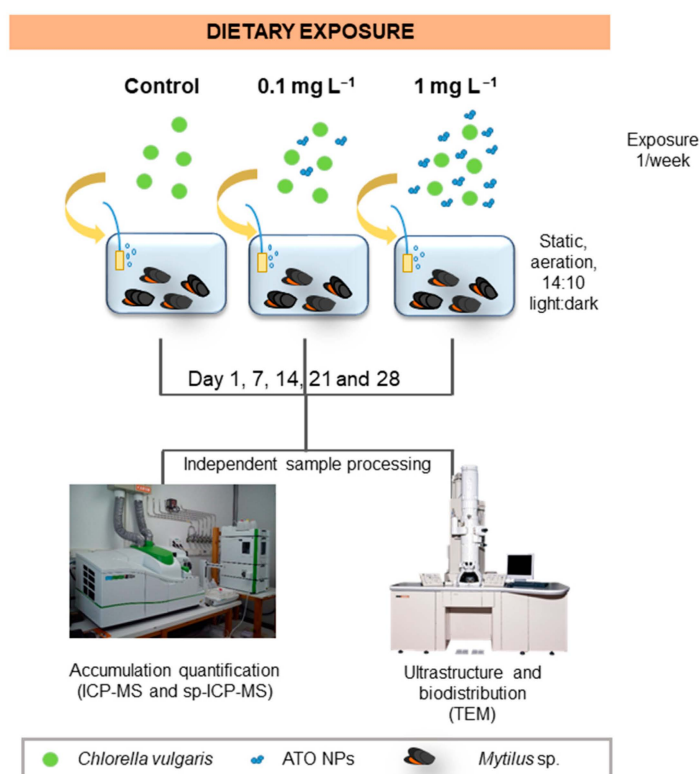 DIETARY EXPOSURE
Control
0.1 mg L⁻¹
1 mg L⁻¹
Exposure
1/week
Static,
aeration,
14:10
light:dark
Day 1, 7, 14, 21 and 28
Independent sample processing
Accumulation quantification
(ICP-MS and sp-ICP-MS)
Ultrastructure and
biodistribution
(TEM)
Chlorella vulgaris
ATO NPs
Mytilus sp.